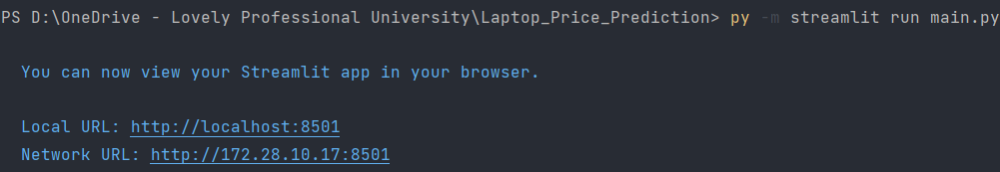 PS D:\OneDrive - Lovely Professional University\Laptop_Price_Prediction> py -m streamlit run main.py
You can now view your Streamlit app in your browser.
Local URL: http://localhost:8501
Network URL: http://172.28.10.17:8501